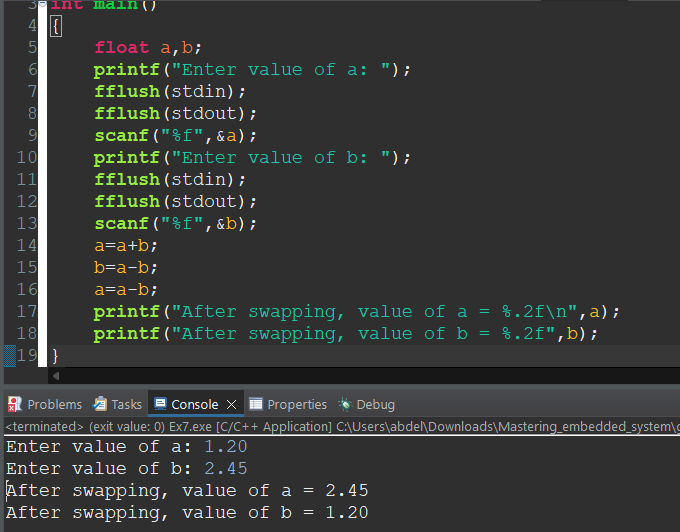 3 int main()
4 {
5 float a,b;
6 printf("Enter value of a: ");
7 fflush(stdin);
8 fflush(stdout);
9 scanf("%f",&a);
10 printf("Enter value of b: ");
11 fflush(stdin);
12 fflush(stdout);
13 scanf("%f",&b);
14 a=a+b;
15 b=a-b;
16 a=a-b;
17 printf("After swapping, value of a = %.2f\n",a);
18 printf("After swapping, value of b = %.2f",b);
19 }
Problems Tasks Console Properties Debug
<terminated> (exit value: 0) Ex7.exe [C/C++ Application] C:\Users\abdel\Downloads\Mastering_embedded_system\
Enter value of a: 1.20
Enter value of b: 2.45
After swapping, value of a = 2.45
After swapping, value of b = 1.20